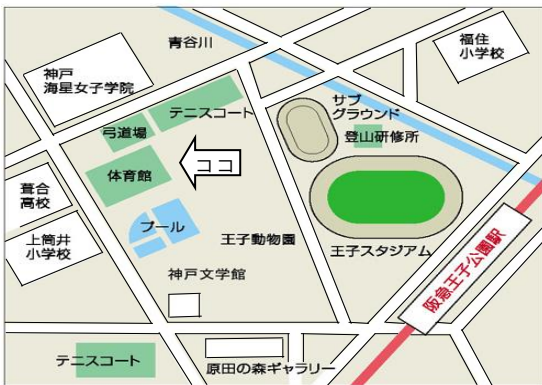 青谷川
福住
小学校
神戸
海星女子学院
テニスコート
サブ
グラウンド
弓道場
登山研修所
ココ
体育館
葺合
高校
プール
王子動物園
王子スタジアム
上筒井
小学校
阪急王子公園駅
神戸文学館
テニスコート
原田の森ギャラリー